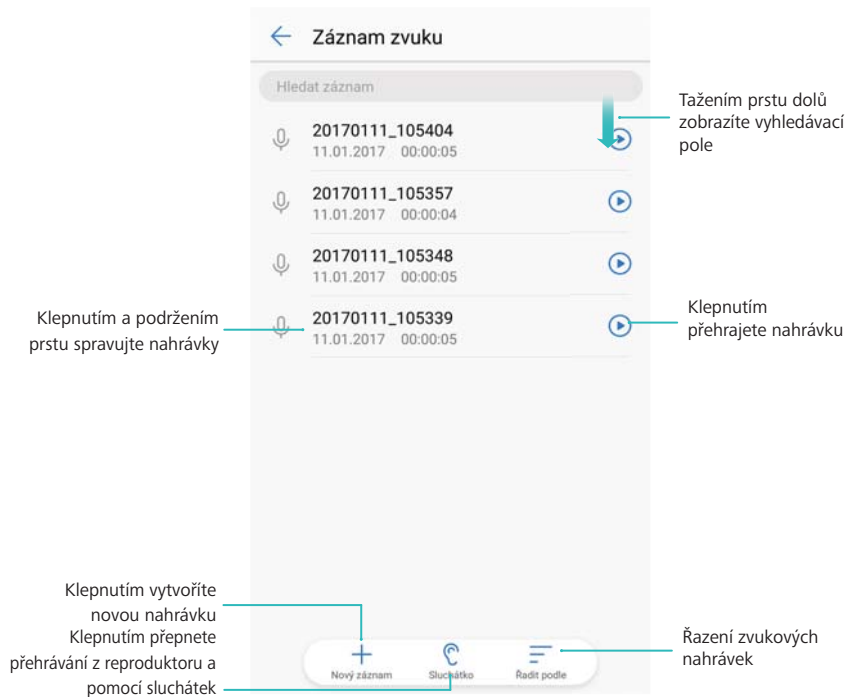 Záznam zvuku
Hledat záznam
Tažením prstu dolů
zobrazíte vyhledávací
pole
20170111_105404
11.01.2017 00:00:05
20170111_105357
11.01.2017 00:00:04
20170111_105348
11.01.2017 00:00:05
Klepnutím a podržením
prstu spravujte nahrávky
20170111_105339
11.01.2017 00:00:05
Klepnutím
přehrajete nahrávku
Klepnutím vytvoříte
novou nahrávku
Klepnutím přepnete
přehrávání z reproduktoru a
pomocí sluchátek
Nový záznam
Sluchátko
Řadit podle
Řazení zvukových
nahrávek